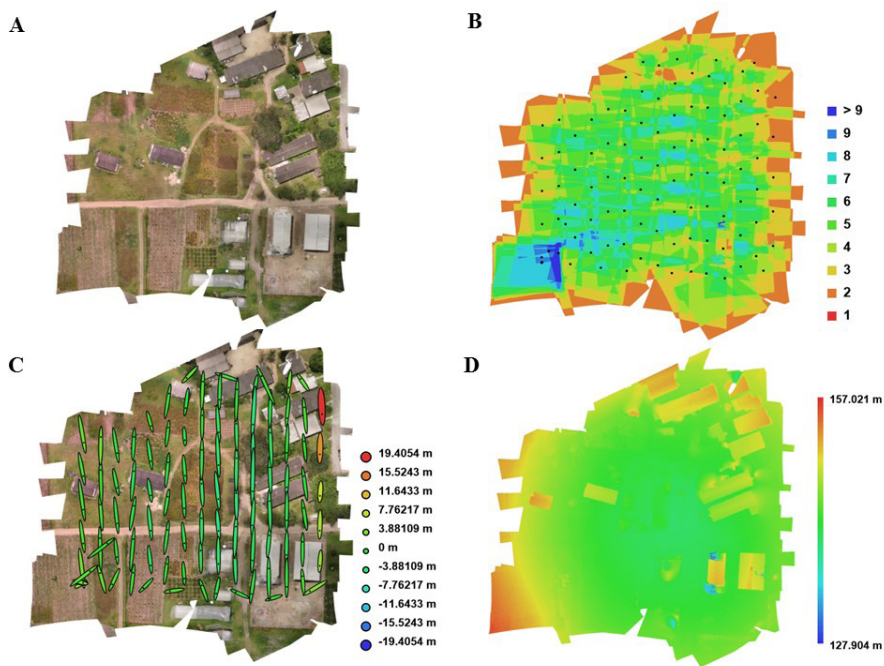 A
B
> 9
9
8
7
6
5
4
3
2
1
C
19.4054 m
15.5243 m
11.6433 m
7.76217 m
3.88109 m
0 m
-3.88109 m
-7.76217 m
-11.6433 m
-15.5243 m
-19.4054 m
D
157.021 m
127.904 m